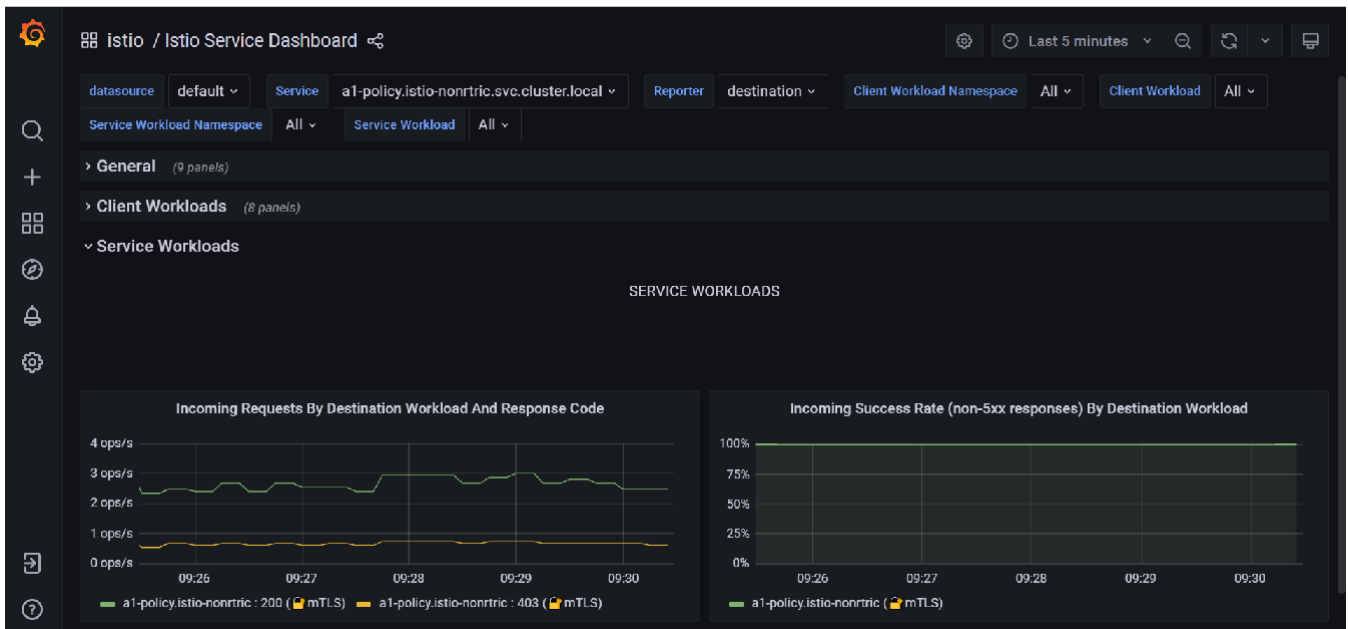 istio / Istio Service Dashboard
Last 5 minutes
datasource default Service a1-policy.istio-nonrtric.svc.cluster.local Reporter destination Client Workload Namespace All Client Workload All
Service Workload Namespace All Service Workload All
General (9 panels)
Client Workloads (8 panels)
Service Workloads
SERVICE WORKLOADS
Incoming Requests By Destination Workload And Response Code
4 ops/s
3 ops/s
2 ops/s
1 ops/s
0 ops/s
09:26 09:27 09:28 09:29 09:30
a1-policy.istio-nonrtric : 200 (🔐mTLS) a1-policy.istio-nonrtric : 403 (🔐mTLS)
Incoming Success Rate (non-5xx responses) By Destination Workload
100%
75%
50%
25%
0%
09:26 09:27 09:28 09:29 09:30
a1-policy.istio-nonrtric (🔐mTLS)